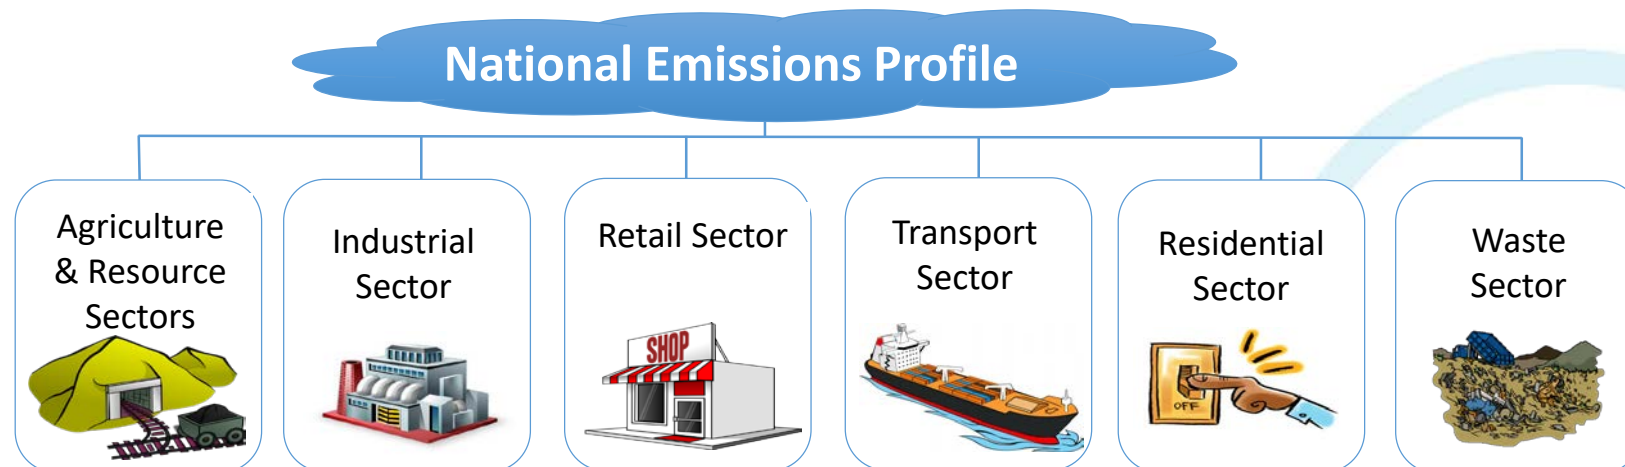 National Emissions Profile
Agriculture
& Resource
Sectors
Industrial
Sector
Retail Sector
Transport
Sector
Residential
Sector
Waste
Sector
SHOP
OFF